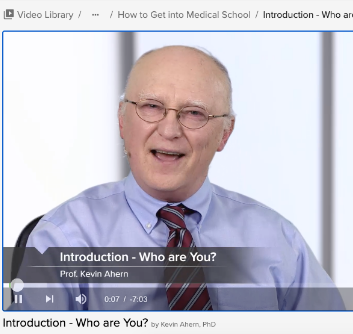 Video Library / ··· / How to Get into Medical School / Introduction - Who are
Introduction - Who are You?
Prof. Kevin Ahern
0:07 / -7:03
Introduction - Who are You? by Kevin Ahern, PhD